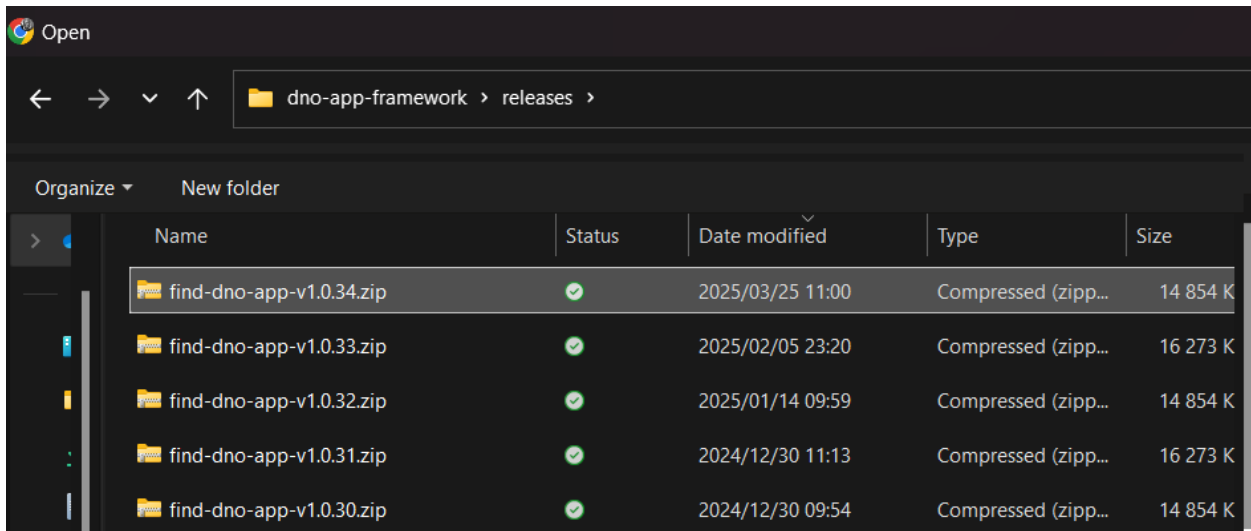 Open
dno-app-framework > releases >
Organize New folder
Name Status Date modified Type Size
find-dno-app-v1.0.34.zip 2025/03/25 11:00 Compressed (zipp... 14 854 K
find-dno-app-v1.0.33.zip 2025/02/05 23:20 Compressed (zipp... 16 273 K
find-dno-app-v1.0.32.zip 2025/01/14 09:59 Compressed (zipp... 14 854 K
find-dno-app-v1.0.31.zip 2024/12/30 11:13 Compressed (zipp... 16 273 K
find-dno-app-v1.0.30.zip 2024/12/30 09:54 Compressed (zipp... 14 854 K